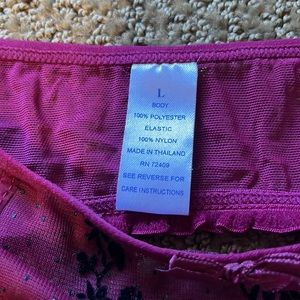 L
BODY
100% POLYESTER
ELASTIC
100% NYLON
MADE IN THAILAND
RN 72409
SEE REVERSE FOR
CARE INSTRUCTIONS